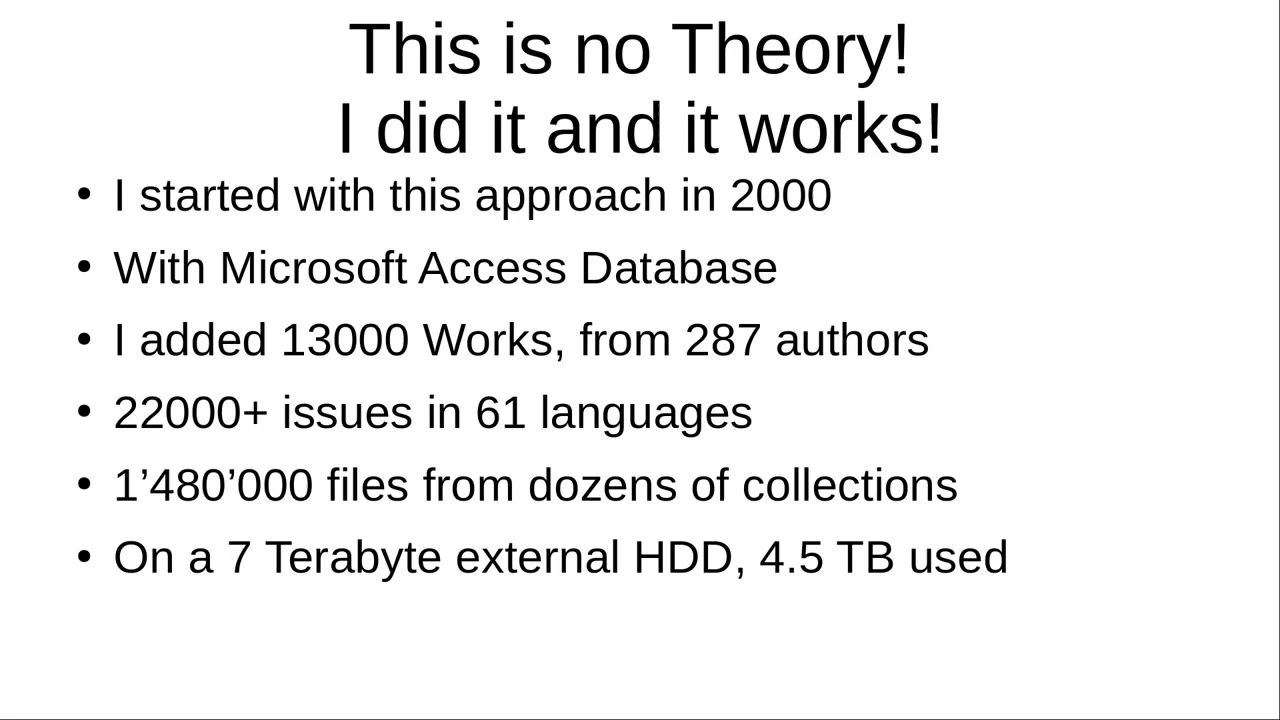 This is no Theory!
I did it and it works!
• I started with this approach in 2000
• With Microsoft Access Database
• I added 13000 Works, from 287 authors
• 22000+ issues in 61 languages
• 1’480’000 files from dozens of collections
• On a 7 Terabyte external HDD, 4.5 TB used